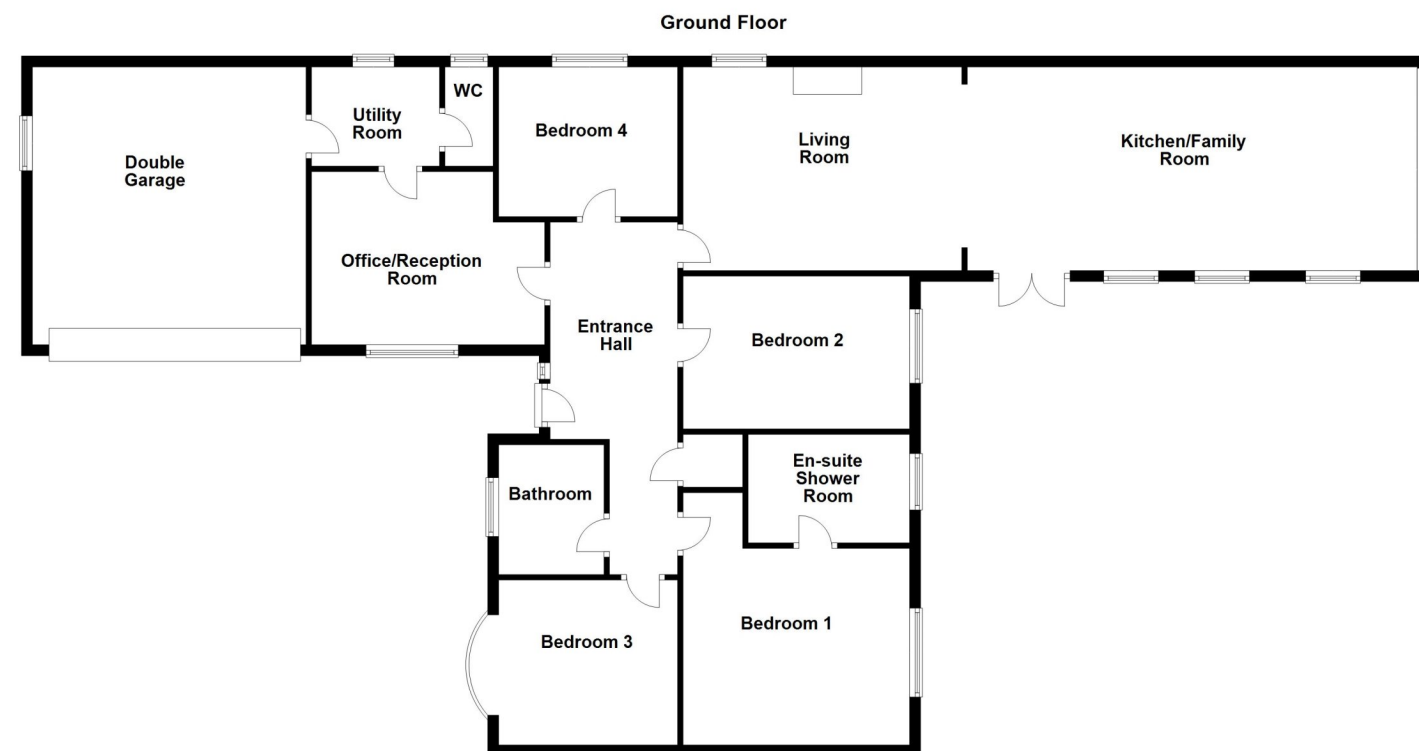 Ground Floor
WC
Utility
Room
Bedroom 4
Living
Room
Kitchen/Family
Room
Double
Garage
Office/Reception
Room
Entrance
Hall
Bedroom 2
En-suite
Shower
Room
Bathroom
Bedroom 3
Bedroom 1